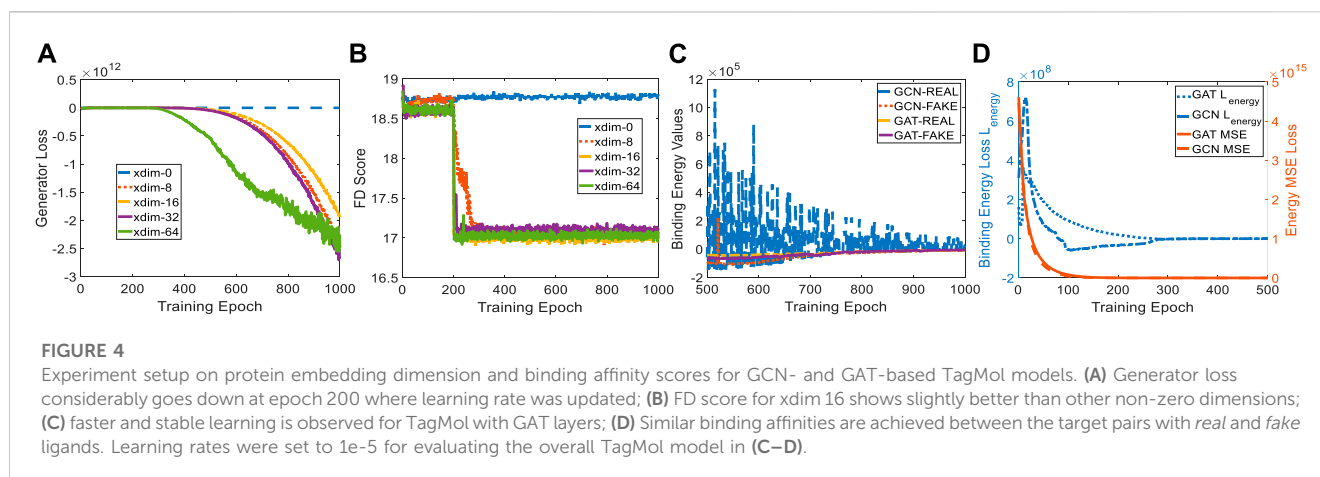 A
×10^12
0.5
0
-0.5
-1
-1.5
-2
-2.5
-3
Generator Loss
xdim-0
xdim-8
xdim-16
xdim-32
xdim-64
0 200 400 600 800 1000
Training Epoch
B
19
18.5
18
17.5
17
16.5
FD Score
xdim-0
xdim-8
xdim-16
xdim-32
xdim-64
0 200 400 600 800 1000
Training Epoch
C
×10^5
12
10
8
6
4
2
0
-2
Binding Energy Values
GCN-REAL
GCN-FAKE
GAT-REAL
GAT-FAKE
500 600 700 800 900 1000
Training Epoch
D
×10^8
8
6
4
2
0
-2
Binding Energy Loss L_energy
GAT L_energy
GCN L_energy
GAT MSE
GCN MSE
×10^15
5
4
3
2
1
0
Energy MSE Loss
0 100 200 300 400 500
Training Epoch
FIGURE 4
Experiment setup on protein embedding dimension and binding affinity scores for GCN- and GAT-based TagMol models. (A) Generator loss
considerably goes down at epoch 200 where learning rate was updated; (B) FD score for xdim 16 shows slightly better than other non-zero dimensions;
(C) faster and stable learning is observed for TagMol with GAT layers; (D) Similar binding affinities are achieved between the target pairs with real and fake
ligands. Learning rates were set to 1e-5 for evaluating the overall TagMol model in (C–D).